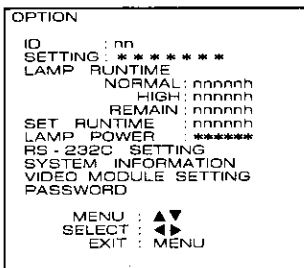 OPTION
ID : nn
SETTING : * * * * * * *
LAMP RUNTIME
NORMAL : nnnnnh
HIGH : nnnnnh
REMAIN : nnnnnh
SET RUNTIME : nnnnnh
LAMP POWER : ******
RS - 232C SETTING
SYSTEM INFORMATION
VIDEO MODULE SETTING
PASSWORD
MENU : ▲▼
SELECT : ◀▶
EXIT : MENU